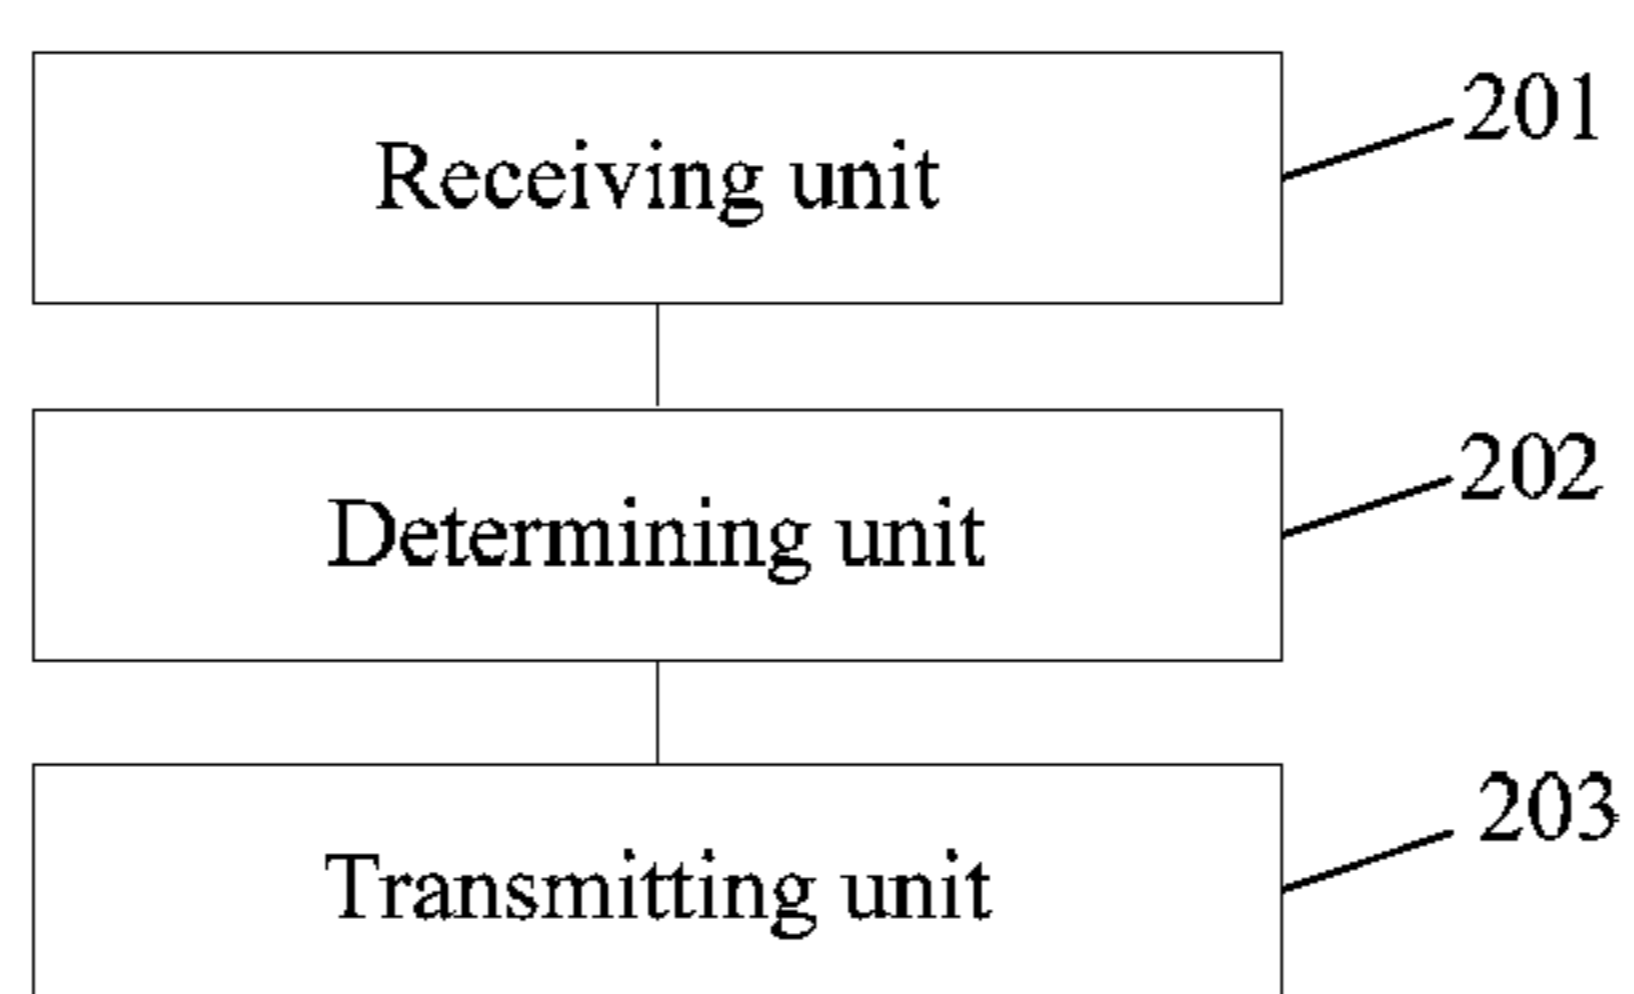 Receiving unit 201
Determining unit 202
Transmitting unit 203